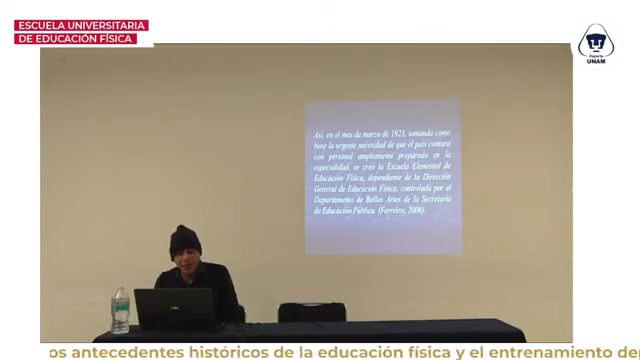 ESCUELA UNIVERSITARIA
DE EDUCACIÓN FÍSICA
Deporte
UNAM
Así, en el mes de marzo de 1923, tomando como
base la urgente necesidad de que el país contara
con personal ampliamente preparado en la
especialidad, se creó la Escuela Elemental de
Educación Física, dependiente de la Dirección
General de Educación Física, controlada por el
Departamento de Bellas Artes de la Secretaría
de Educación Pública. (Ferreiro, 2006).
os antecedentes históricos de la educación física y el entrenamiento de